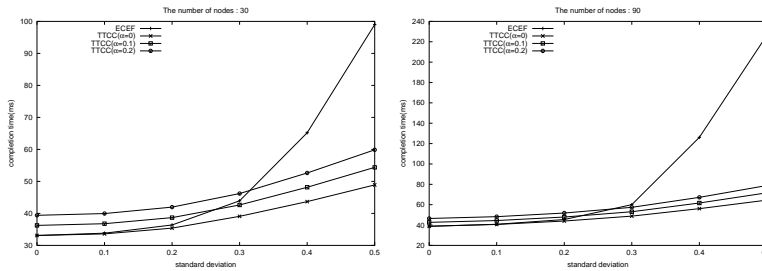 The number of nodes : 30
ECEF
TTCC(α=0)
TTCC(α=0.1)
TTCC(α=0.2)
completion time(ms)
100
90
80
70
60
50
40
30
0
0.1
0.2
0.3
0.4
0.5
standard deviation
The number of nodes : 90
ECEF
TTCC(α=0)
TTCC(α=0.1)
TTCC(α=0.2)
completion time(ms)
240
220
200
180
160
140
120
100
80
60
40
20
0
0.1
0.2
0.3
0.4
standard deviation